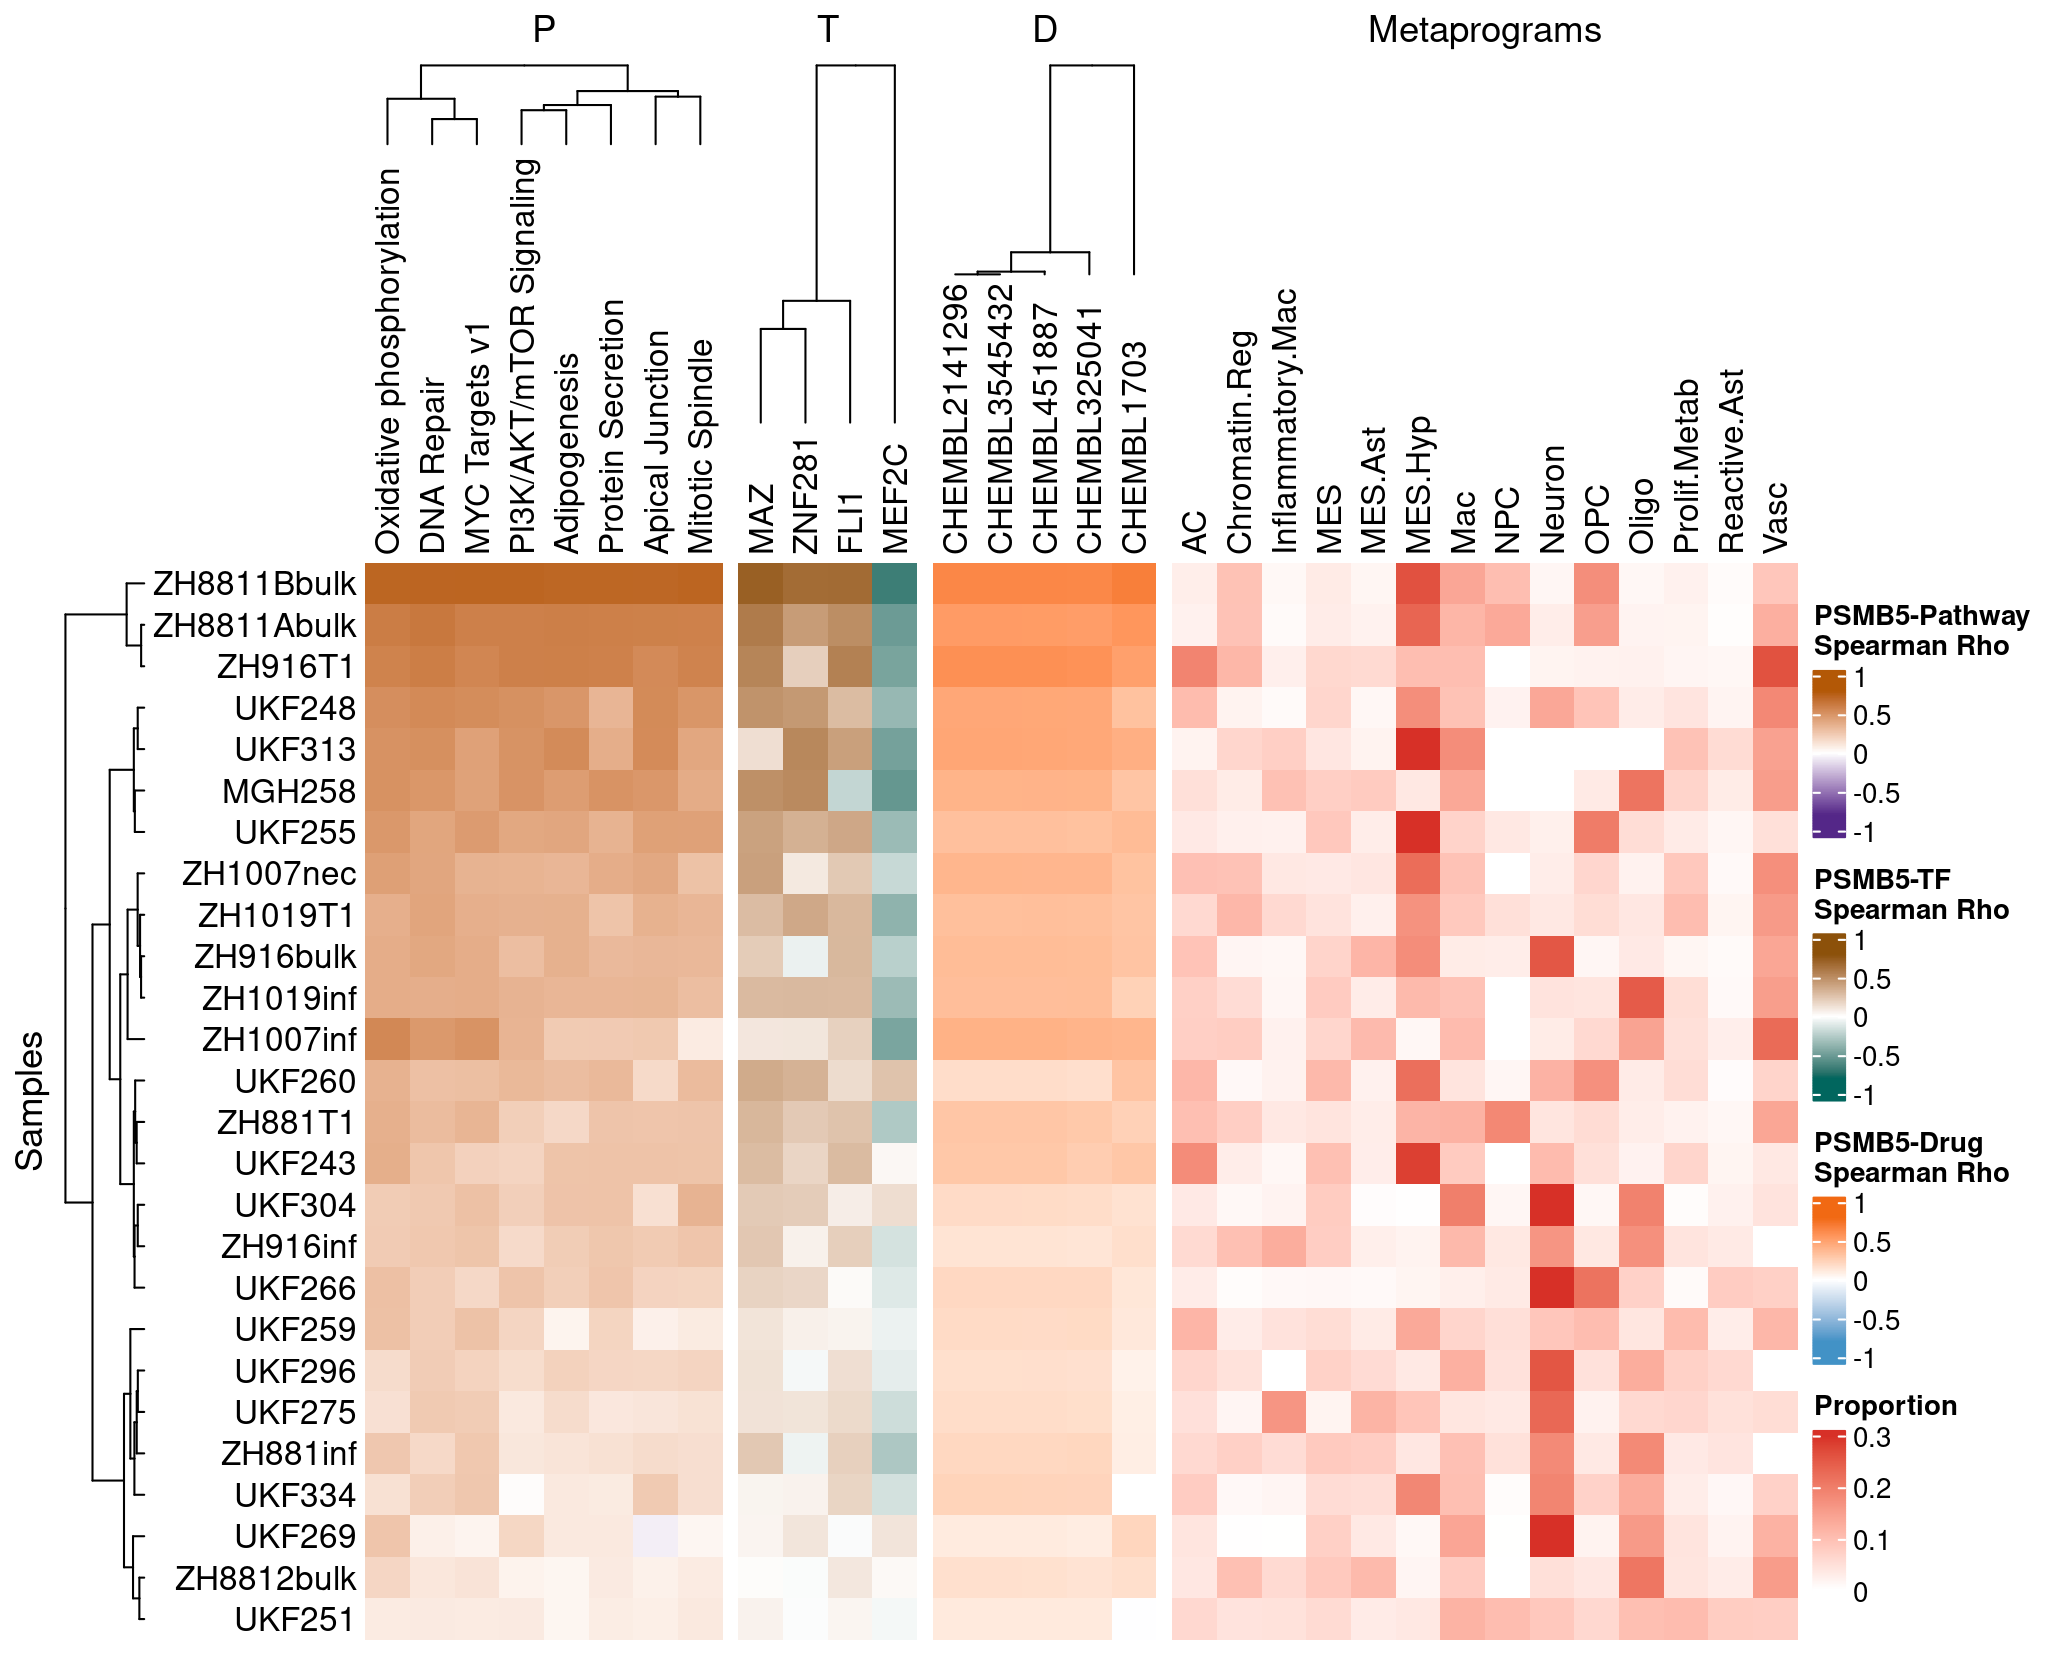 P
T
D
Metaprograms
Oxidative phosphorylation
DNA Repair
MYC Targets v1
PI3K/AKT/mTOR Signaling
Adipogenesis
Protein Secretion
Apical Junction
Mitotic Spindle
MAZ
ZNF281
FLI1
MEF2C
CHEMBL2141296
CHEMBL3545432
CHEMBL451887
CHEMBL325041
CHEMBL1703
AC
Chromatin.Reg
Inflammatory.Mac
MES
MES.Ast
MES.Hyp
Mac
NPC
Neuron
OPC
Oligo
Prolif.Metab
Reactive.Ast
Vasc
Samples
ZH8811Bbulk
ZH8811Abulk
ZH916T1
UKF248
UKF313
MGH258
UKF255
ZH1007nec
ZH1019T1
ZH916bulk
ZH1019inf
ZH1007inf
UKF260
ZH881T1
UKF243
UKF304
ZH916inf
UKF266
UKF259
UKF296
UKF275
ZH881inf
UKF334
UKF269
ZH8812bulk
UKF251
PSMB5-Pathway
Spearman Rho
1
0.5
0
-0.5
-1
PSMB5-TF
Spearman Rho
1
0.5
0
-0.5
-1
PSMB5-Drug
Spearman Rho
1
0.5
0
-0.5
-1
Proportion
0.3
0.2
0.1
0